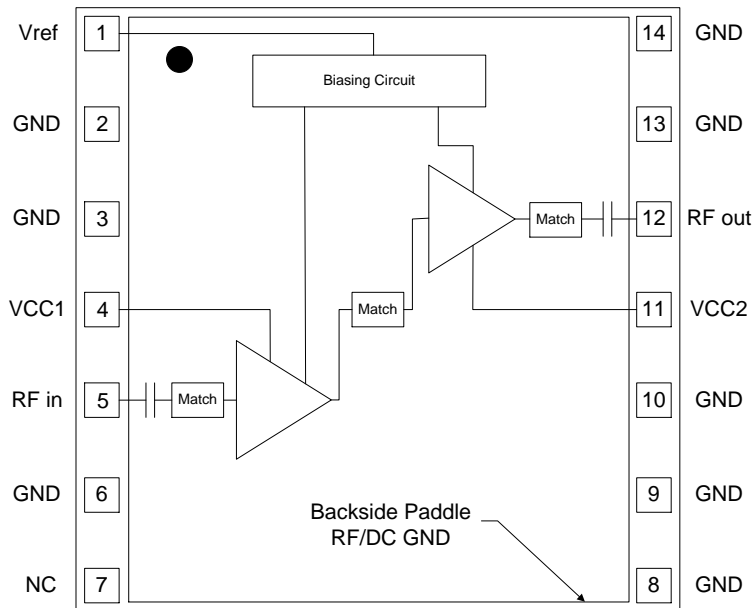 Vref 1
14 GND
Biasing Circuit
GND 2
13 GND
GND 3
Match
12 RF out
VCC1 4
Match
11 VCC2
RF in 5
Match
10 GND
GND 6
9 GND
Backside Paddle
RF/DC GND
NC 7
8 GND